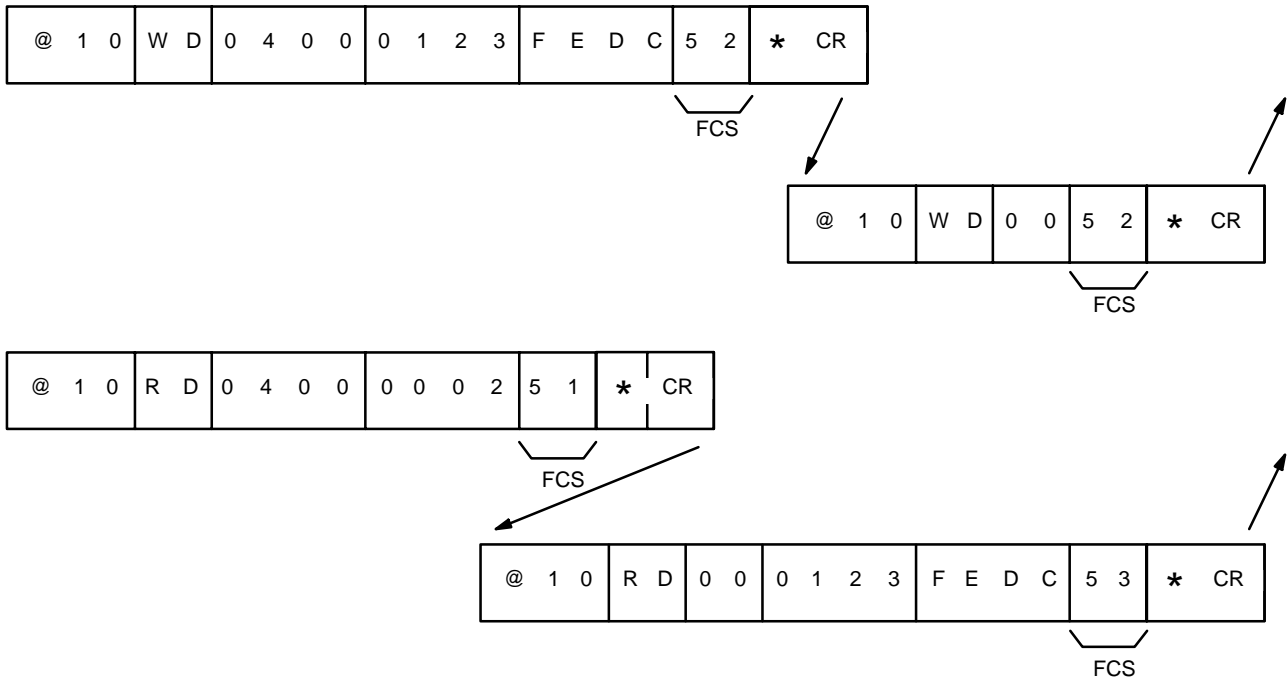 @ 1 0 W D 0 4 0 0 0 1 2 3 F E D C 5 2 * CR
FCS
@ 1 0 W D 0 0 5 2 * CR
FCS
@ 1 0 R D 0 4 0 0 0 0 0 2 5 1 * CR
FCS
@ 1 0 R D 0 0 0 1 2 3 F E D C 5 3 * CR
FCS